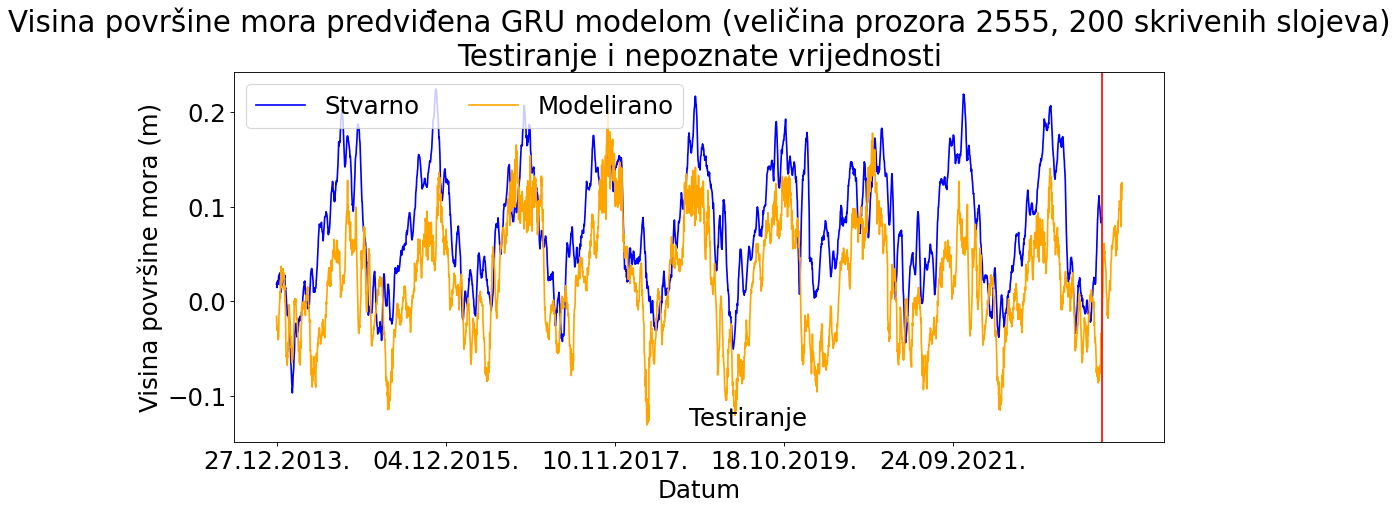 Visina površine mora predviđena GRU modelom (veličina prozora 2555, 200 skrivenih slojeva)
Testiranje i nepoznate vrijednosti
Stvarno
Modelirano
Visina površine mora (m)
0.2
0.1
0.0
−0.1
Testiranje
27.12.2013.
04.12.2015.
10.11.2017.
18.10.2019.
24.09.2021.
Datum